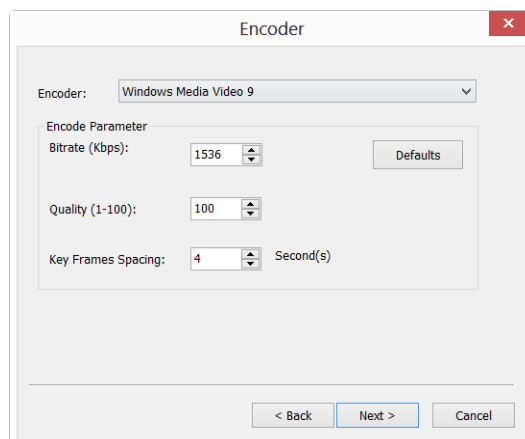 Encoder
Encoder: Windows Media Video 9
Encode Parameter
Bitrate (Kbps): 1536 Defaults
Quality (1-100): 100
Key Frames Spacing: 4 Second(s)
< Back Next > Cancel